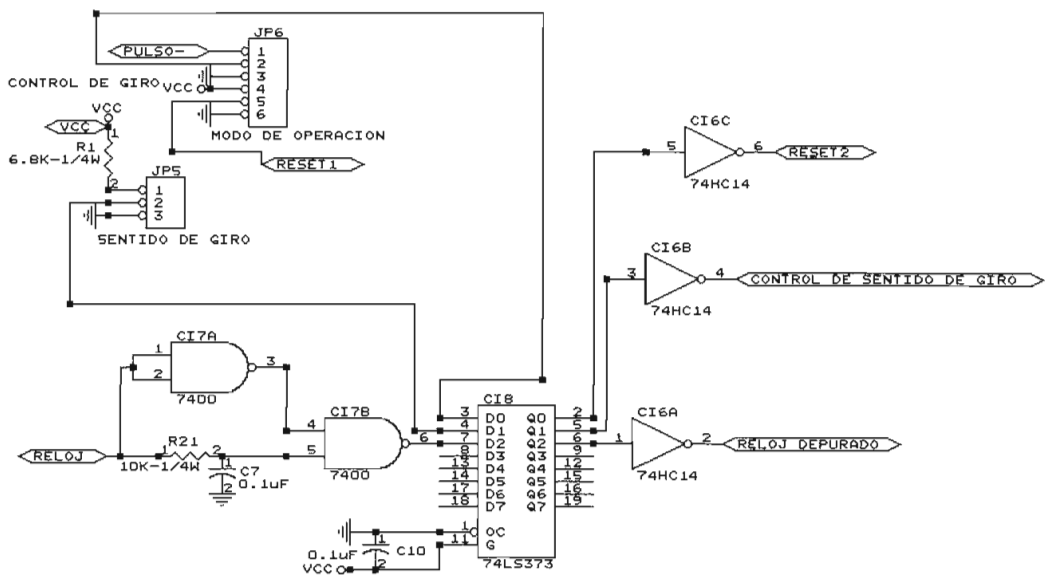 JP6
PULSO-
1
2
3
4
5
6
CONTROL DE GIRO
VCC
MODO DE OPERACION
RESET1
VCC
VCC
1
R1
6.8K-1/4W
2
JP5
1
2
3
SENTIDO DE GIRO
CI6C
5
6
RESET2
74HC14
CI6B
3
4
CONTROL DE SENTIDO DE GIRO
74HC14
CI7A
1
2
3
7400
CI7B
4
5
6
7400
RELOJ
1
R21
2
10K-1/4W
1
C7
0.1uF
2
CI8
3 D0 Q0 2
4 D1 Q1 5
7 D2 Q2 6
8 D3 Q3 9
13 D4 Q4 12
14 D5 Q5 15
17 D6 Q6 16
18 D7 Q7 19
1 OC
11 G
74LS373
CI6A
1
2
RELOJ DEPURADO
74HC14
1
0.1uF
C10
2
VCC